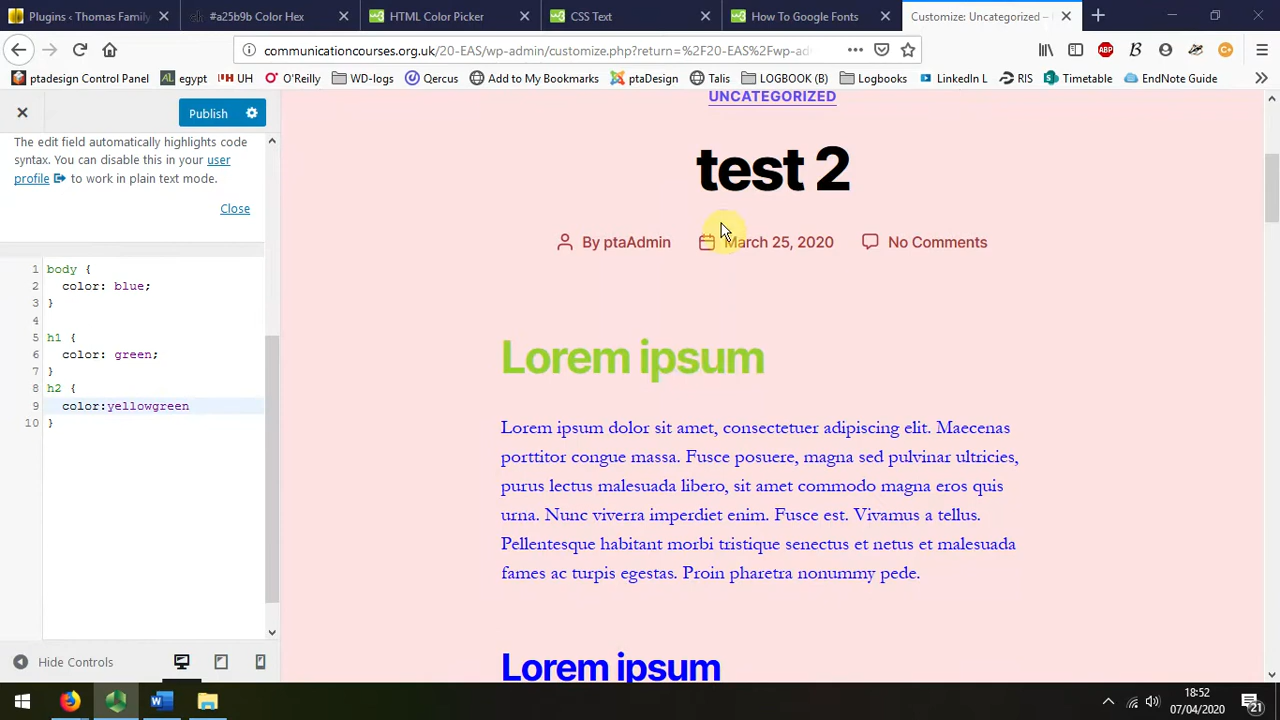 Plugins ‹ Thomas Family
#a25b9b Color Hex
HTML Color Picker
CSS Text
How To Google Fonts
Customize: Uncategorized –
communicationcourses.org.uk/20-EAS/wp-admin/customize.php?return=%2F20-EAS%2Fwp-ad
ABP
ptadesign Control Panel
AL egypt
UH
O'Reilly
WD-logs
Qercus
Add to My Bookmarks
ptaDesign
Talis
LOGBOOK (B)
Logbooks
LinkedIn L
RIS
Timetable
EndNote Guide
Publish
The edit field automatically highlights code
syntax. You can disable this in your user
profile to work in plain text mode.
Close
1 body {
2 color: blue;
3 }
4
5 h1 {
6 color: green;
7 }
8 h2 {
9 color:yellowgreen
10 }
Hide Controls
UNCATEGORIZED
test 2
By ptaAdmin March 25, 2020 No Comments
Lorem ipsum
Lorem ipsum dolor sit amet, consectetuer adipiscing elit. Maecenas
porttitor congue massa. Fusce posuere, magna sed pulvinar ultricies,
purus lectus malesuada libero, sit amet commodo magna eros quis
urna. Nunc viverra imperdiet enim. Fusce est. Vivamus a tellus.
Pellentesque habitant morbi tristique senectus et netus et malesuada
fames ac turpis egestas. Proin pharetra nonummy pede.
Lorem ipsum
18:52
07/04/2020
21